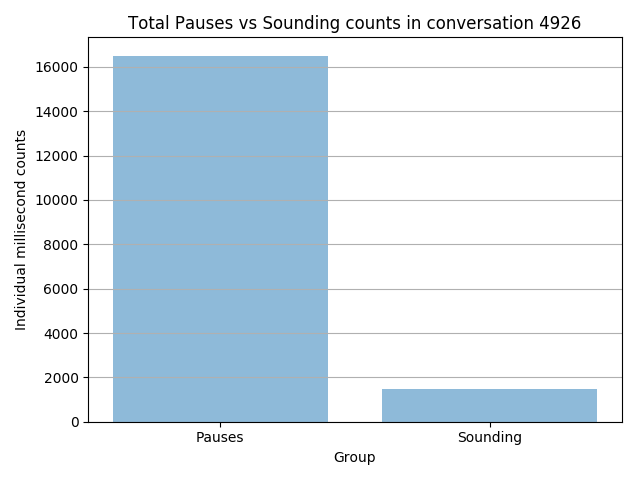 Total Pauses vs Sounding counts in conversation 4926
Individual millisecond counts
16000
14000
12000
10000
8000
6000
4000
2000
0
Pauses
Sounding
Group